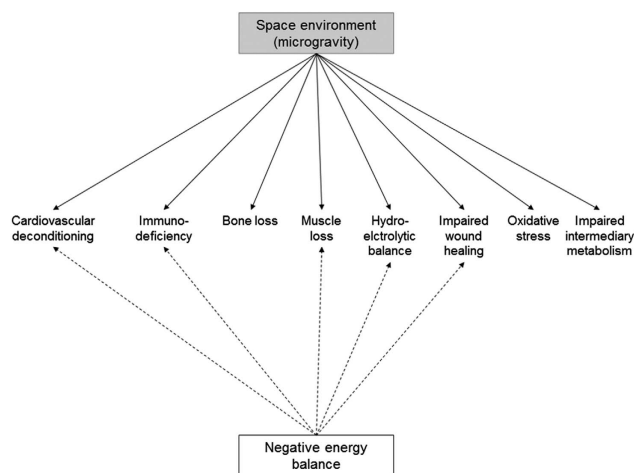 Space environment
(microgravity)
Cardiovascular
deconditioning
Immuno-
deficiency
Bone loss
Muscle
loss
Hydro-
elctrolytic
balance
Impaired
wound
healing
Oxidative
stress
Impaired
intermediary
metabolism
Negative energy
balance